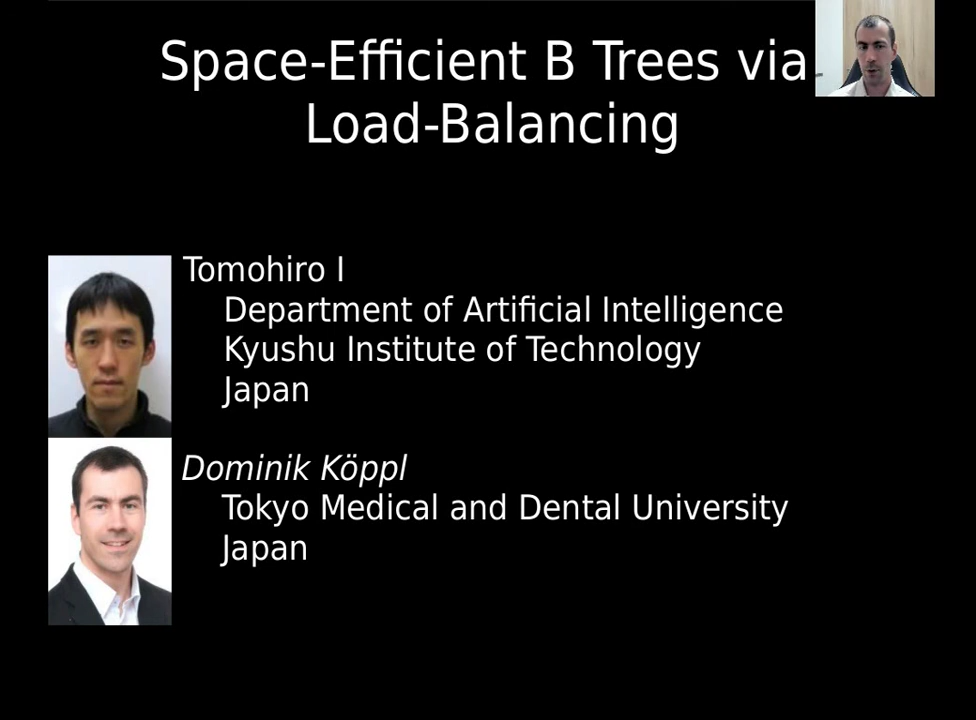 Space-Efficient B Trees via
Load-Balancing
Tomohiro I
Department of Artificial Intelligence
Kyushu Institute of Technology
Japan
Dominik Köppl
Tokyo Medical and Dental University
Japan